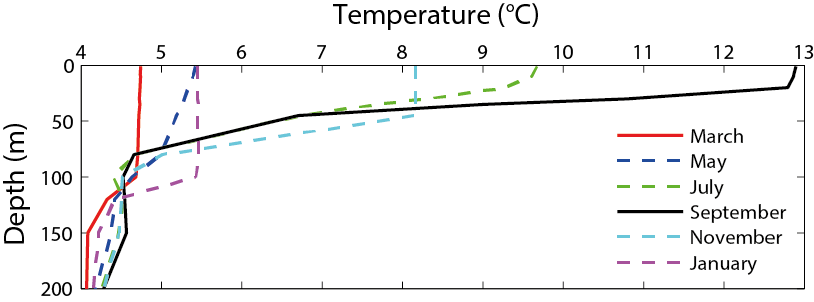 Temperature (°C)
4 5 6 7 8 9 10 11 12 13
0
50
100
150
200
Depth (m)
March
May
July
September
November
January